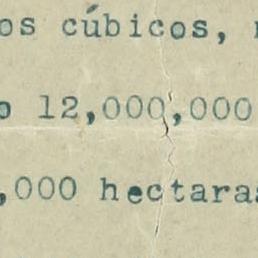 os cúbicos,
o 12,000,000
,000 hectaras